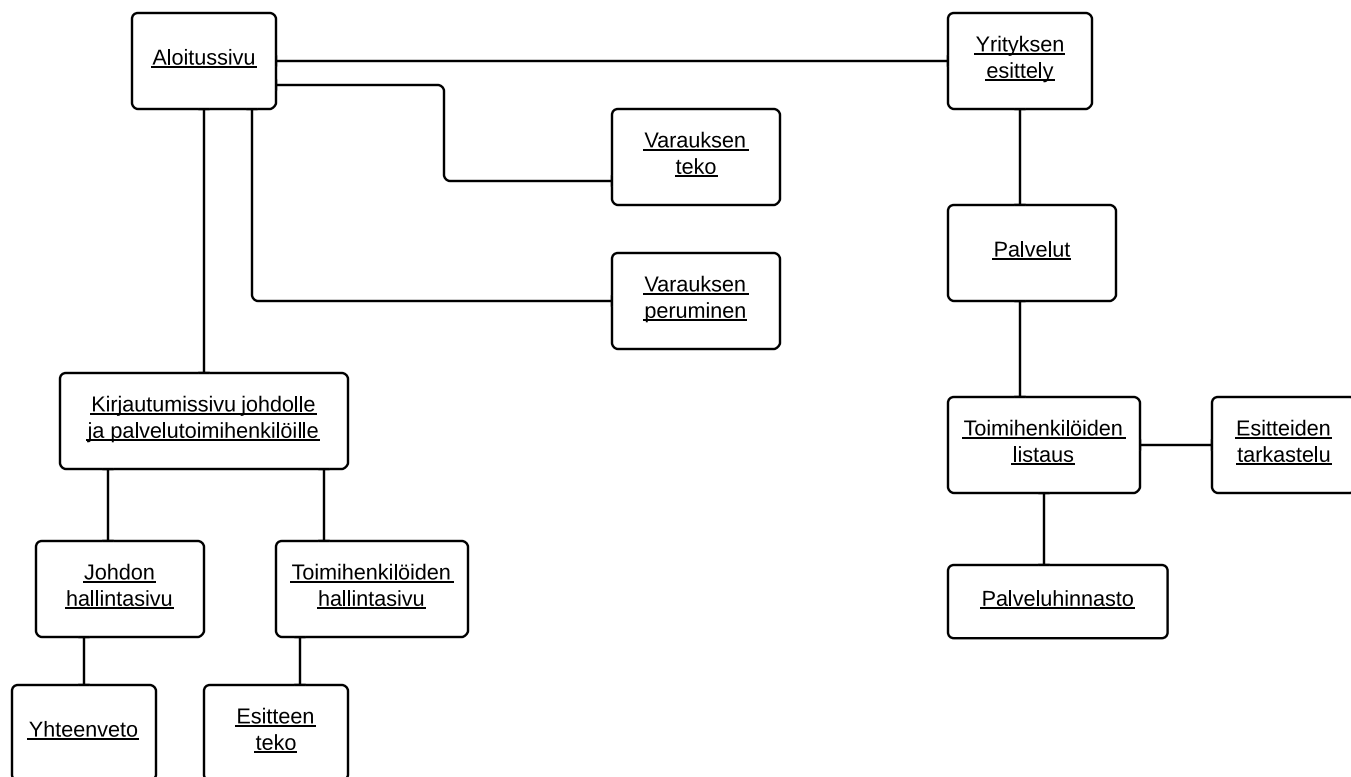 Aloitussivu
Yrityksen
esittely
Varauksen
teko
Palvelut
Varauksen
peruminen
Kirjautumissivu johdolle
ja palvelutoimihenkilöille
Toimihenkilöiden
listaus
Esitteiden
tarkastelu
Johdon
hallintasivu
Toimihenkilöiden
hallintasivu
Palveluhinnasto
Yhteenveto
Esitteen
teko